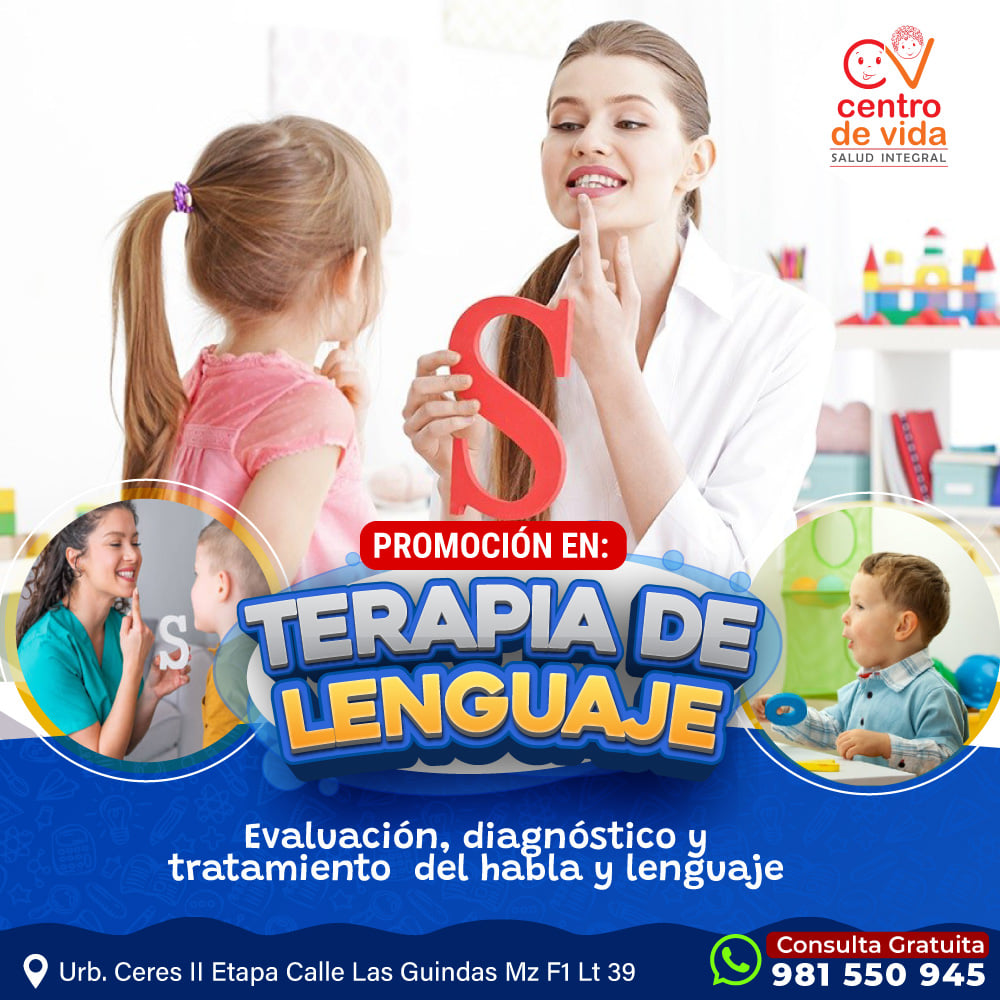 CV
centro
de vida
SALUD INTEGRAL
S
S
PROMOCIÓN EN:
TERAPIA DE
LENGUAJE
Evaluación, diagnóstico y
tratamiento del habla y lenguaje
Urb. Ceres II Etapa Calle Las Guindas Mz F1 Lt 39
Consulta Gratuita
981 550 945